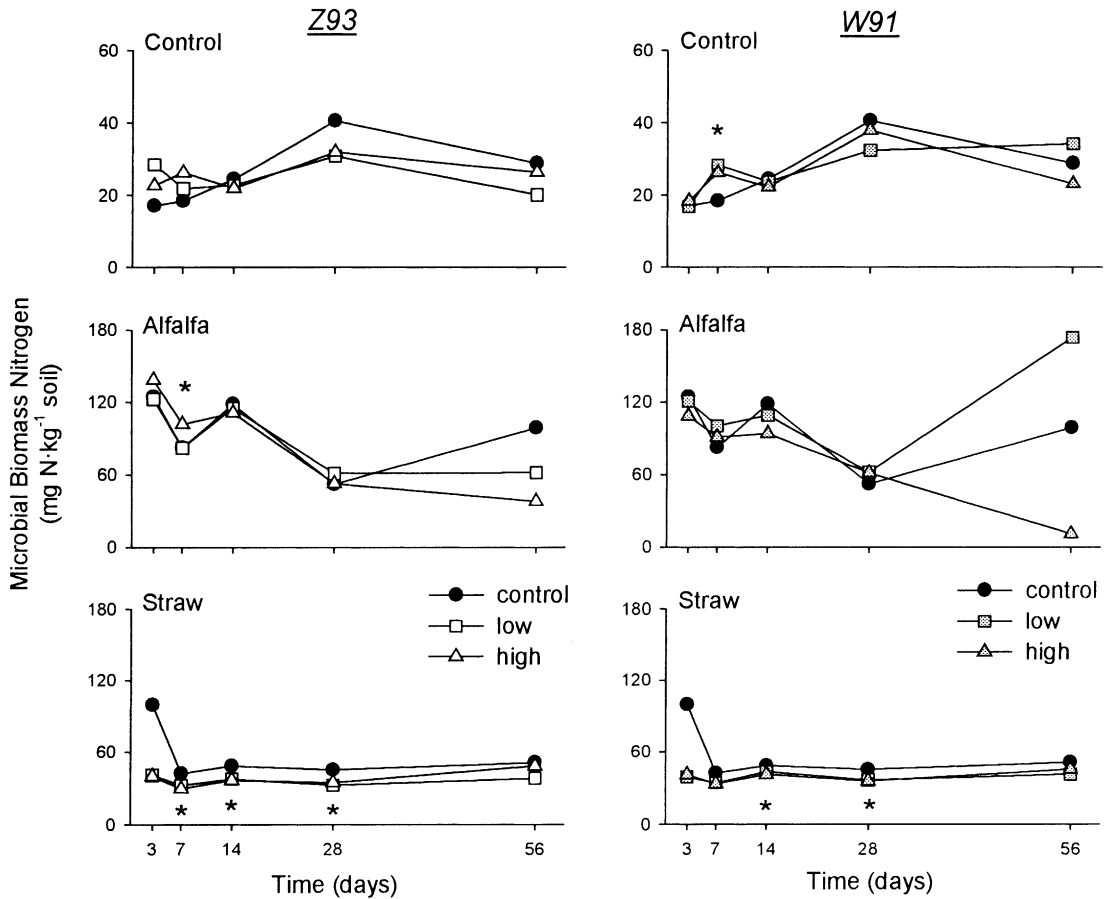 Z93
W91
Control
60
40
20
0
Control
60
40
20
0
*
Microbial Biomass Nitrogen
(mg N·kg⁻¹ soil)
Alfalfa
180
120
60
0
*
Alfalfa
180
120
60
0
Straw
180
120
60
0
control
low
high
* * *
3 7 14 28 56
Time (days)
Straw
180
120
60
0
control
low
high
* *
3 7 14 28 56
Time (days)